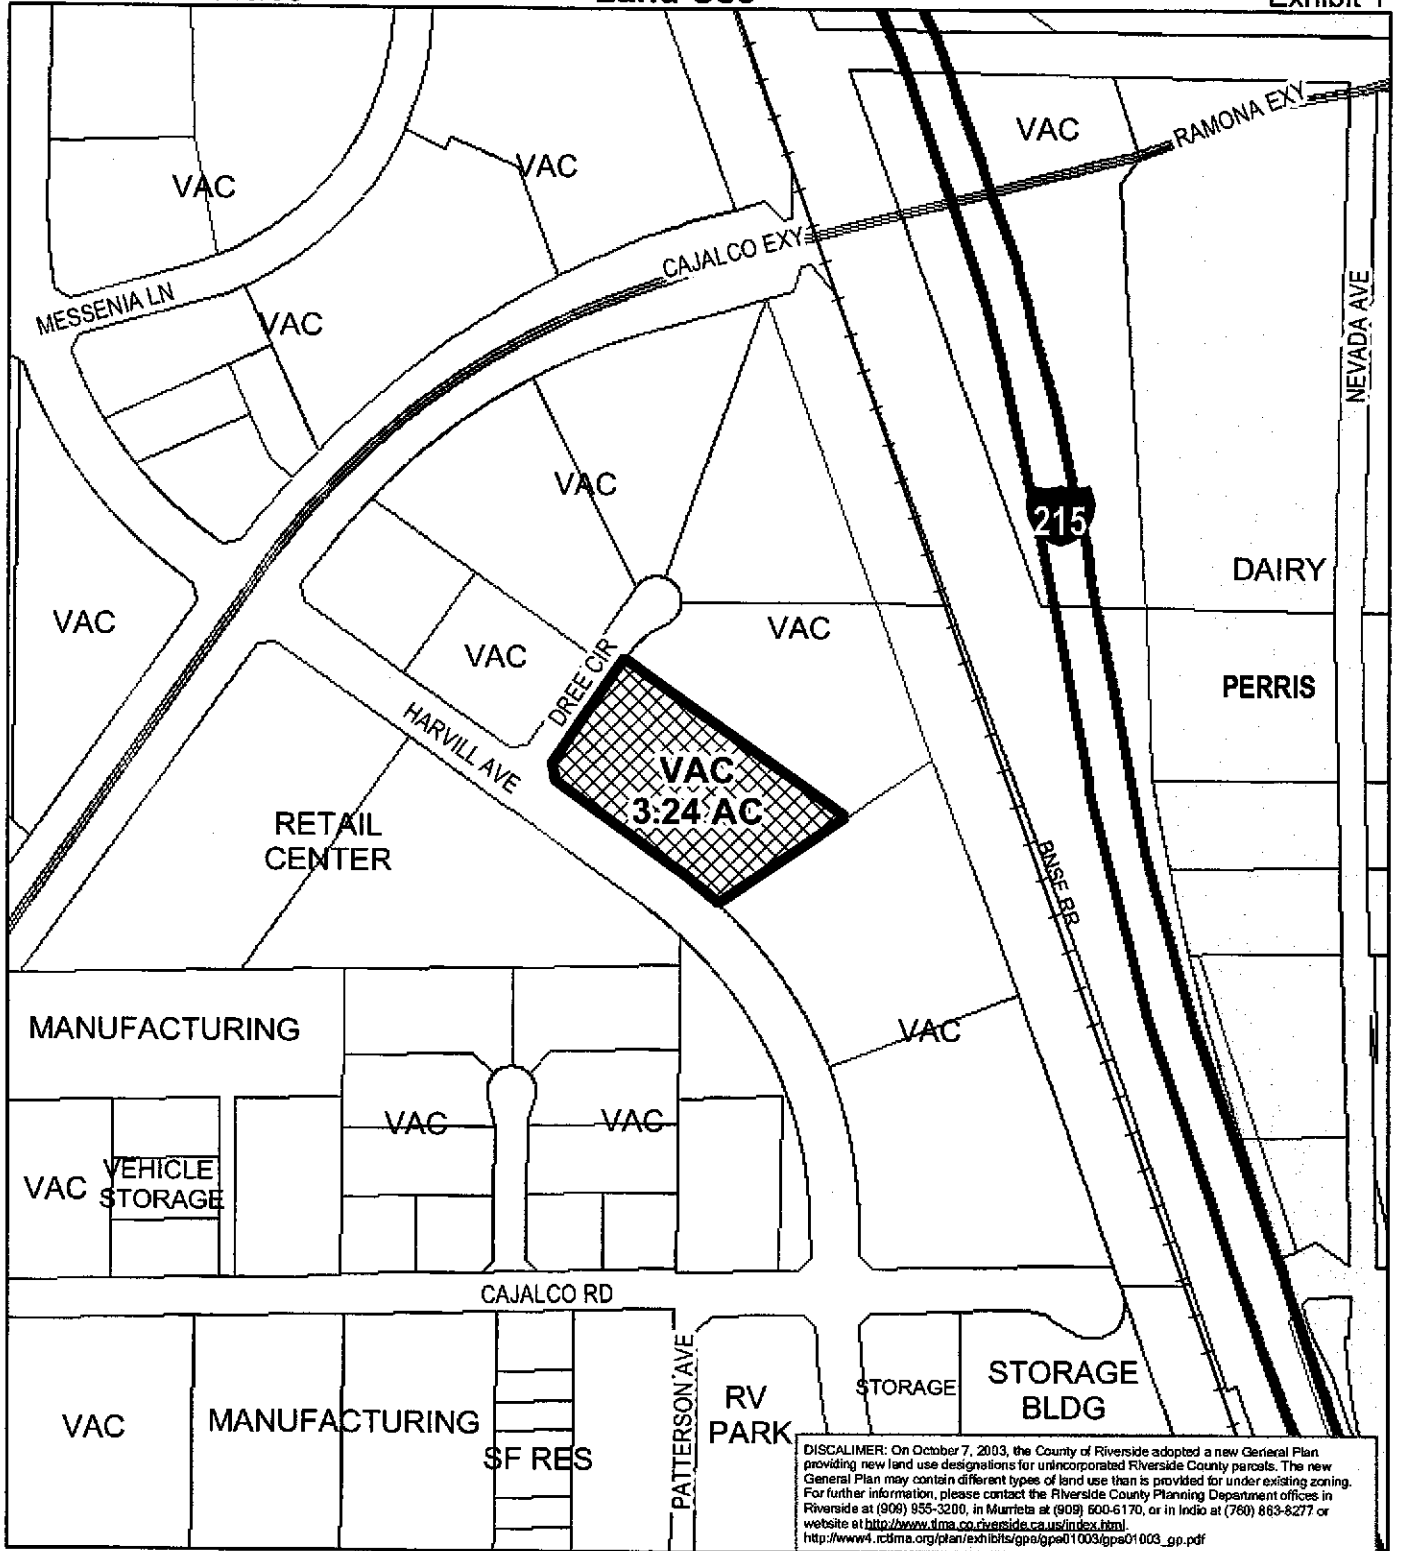 Exhibit 1
VAC
RAMONA EXY
VAC
VAC
CAJALCO EXY
MESSENIA LN
VAC
NEVADA AVE
VAC
215
DAIRY
VAC
VAC
VAC
DREE CIR
PERRIS
HARVILL AVE
VAC
3.24 AC
RETAIL
CENTER
BNSF RR
MANUFACTURING
VAC
VAC
VAC
VAC
VEHICLE
STORAGE
CAJALCO RD
PATTERSON AVE
VAC
MANUFACTURING
SF RES
RV
PARK
STORAGE
STORAGE
BLDG
DISCALIMER: On October 7, 2003, the County of Riverside adopted a new General Plan
providing new land use designations for unincorporated Riverside County parcels. The new
General Plan may contain different types of land use than is provided for under existing zoning.
For further information, please contact the Riverside County Planning Department offices in
Riverside at (909) 955-3200, in Murrieta at (909) 600-6170, or in Indio at (760) 863-8277 or
website at http://www.tlma.co.riverside.ca.us/index.html.
http://www4.rctlma.org/plan/exhibits/gpa/gpa01003/gpa01003_gp.pdf